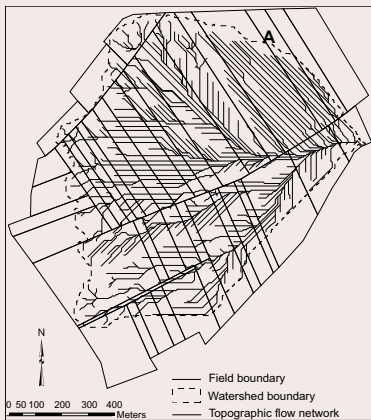 A
N
0 50 100 200 300 400
Meters
Field boundary
Watershed boundary
Topographic flow network